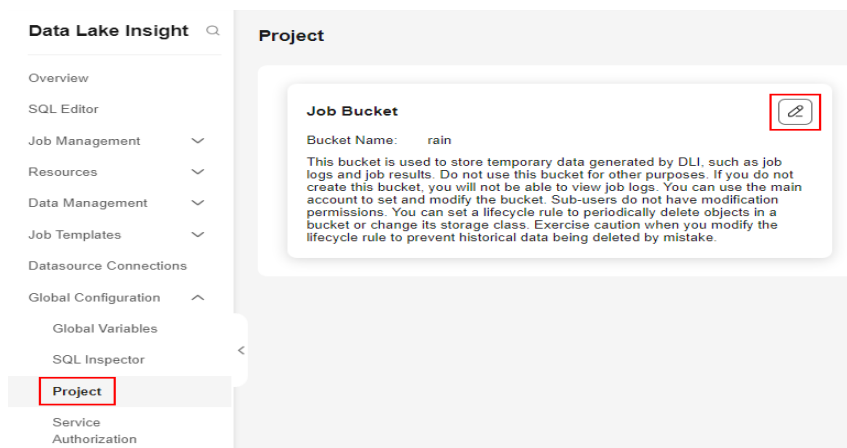 Data Lake Insight
Project
Overview
SQL Editor
Job Management
Resources
Data Management
Job Templates
Datasource Connections
Global Configuration
Global Variables
SQL Inspector
Project
Service
Authorization
Job Bucket
Bucket Name: rain
This bucket is used to store temporary data generated by DLI, such as job
logs and job results. Do not use this bucket for other purposes. If you do not
create this bucket, you will not be able to view job logs. You can use the main
account to set and modify the bucket. Sub-users do not have modification
permissions. You can set a lifecycle rule to periodically delete objects in a
bucket or change its storage class. Exercise caution when you modify the
lifecycle rule to prevent historical data being deleted by mistake.